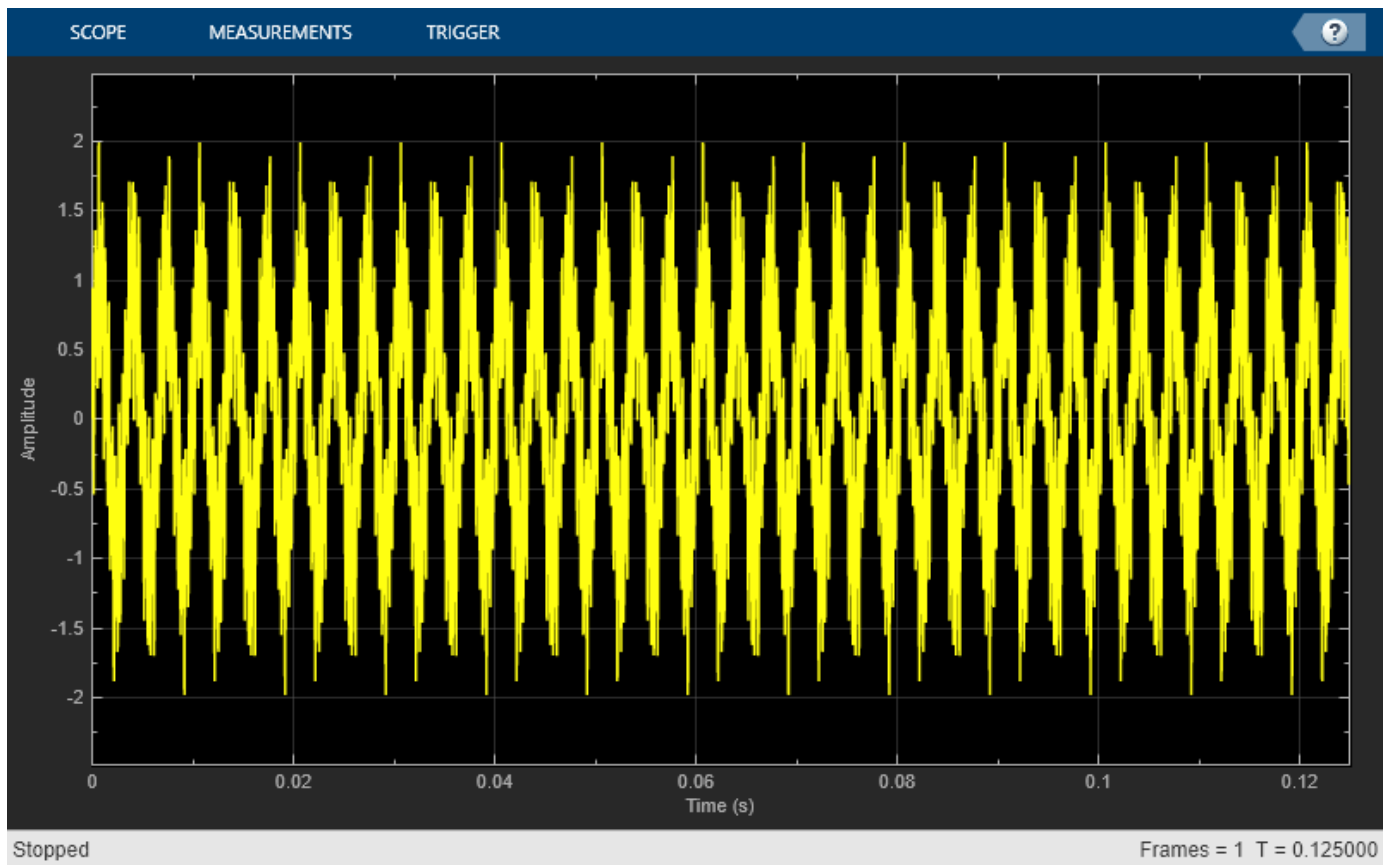 SCOPE MEASUREMENTS TRIGGER ?
2
1.5
1
0.5
0
-0.5
-1
-1.5
-2
Amplitude
0 0.02 0.04 0.06 0.08 0.1 0.12
Time (s)
Stopped Frames = 1 T = 0.125000